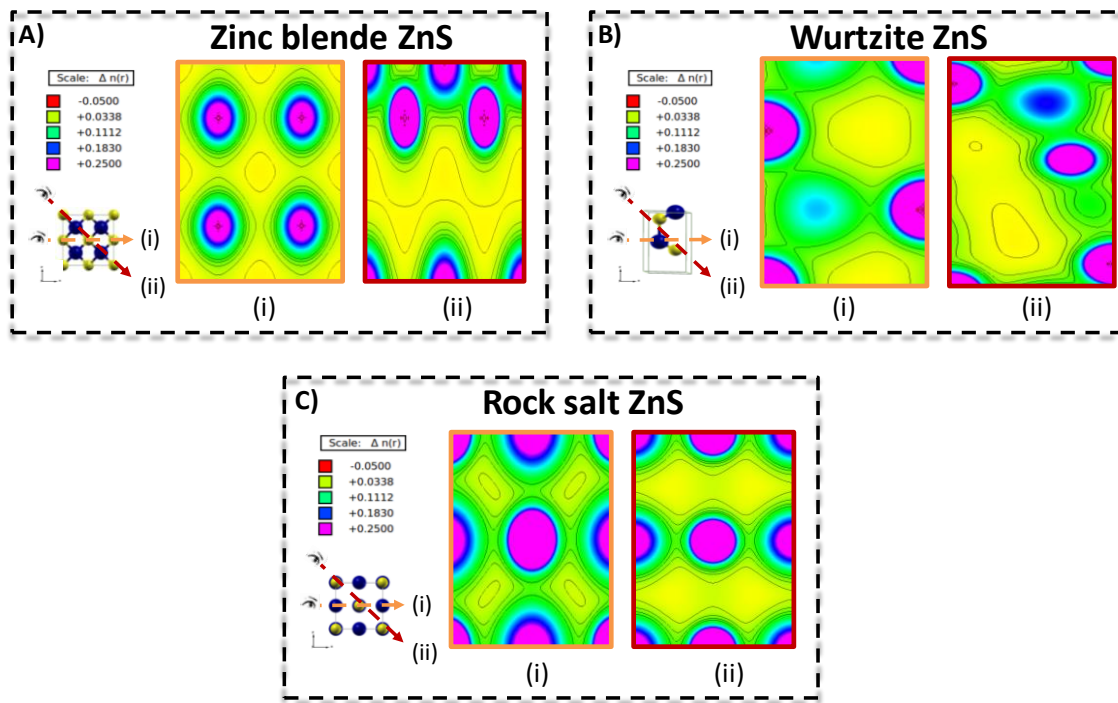 A)
Zinc blende ZnS
Scale: Δ n(r)
-0.0500
+0.0338
+0.1112
+0.1830
+0.2500
(i)
(ii)
(i)
(ii)
B)
Wurtzite ZnS
Scale: Δ n(r)
-0.0500
+0.0338
+0.1112
+0.1830
+0.2500
(i)
(ii)
(i)
(ii)
C)
Rock salt ZnS
Scale: Δ n(r)
-0.0500
+0.0338
+0.1112
+0.1830
+0.2500
(i)
(ii)
(i)
(ii)